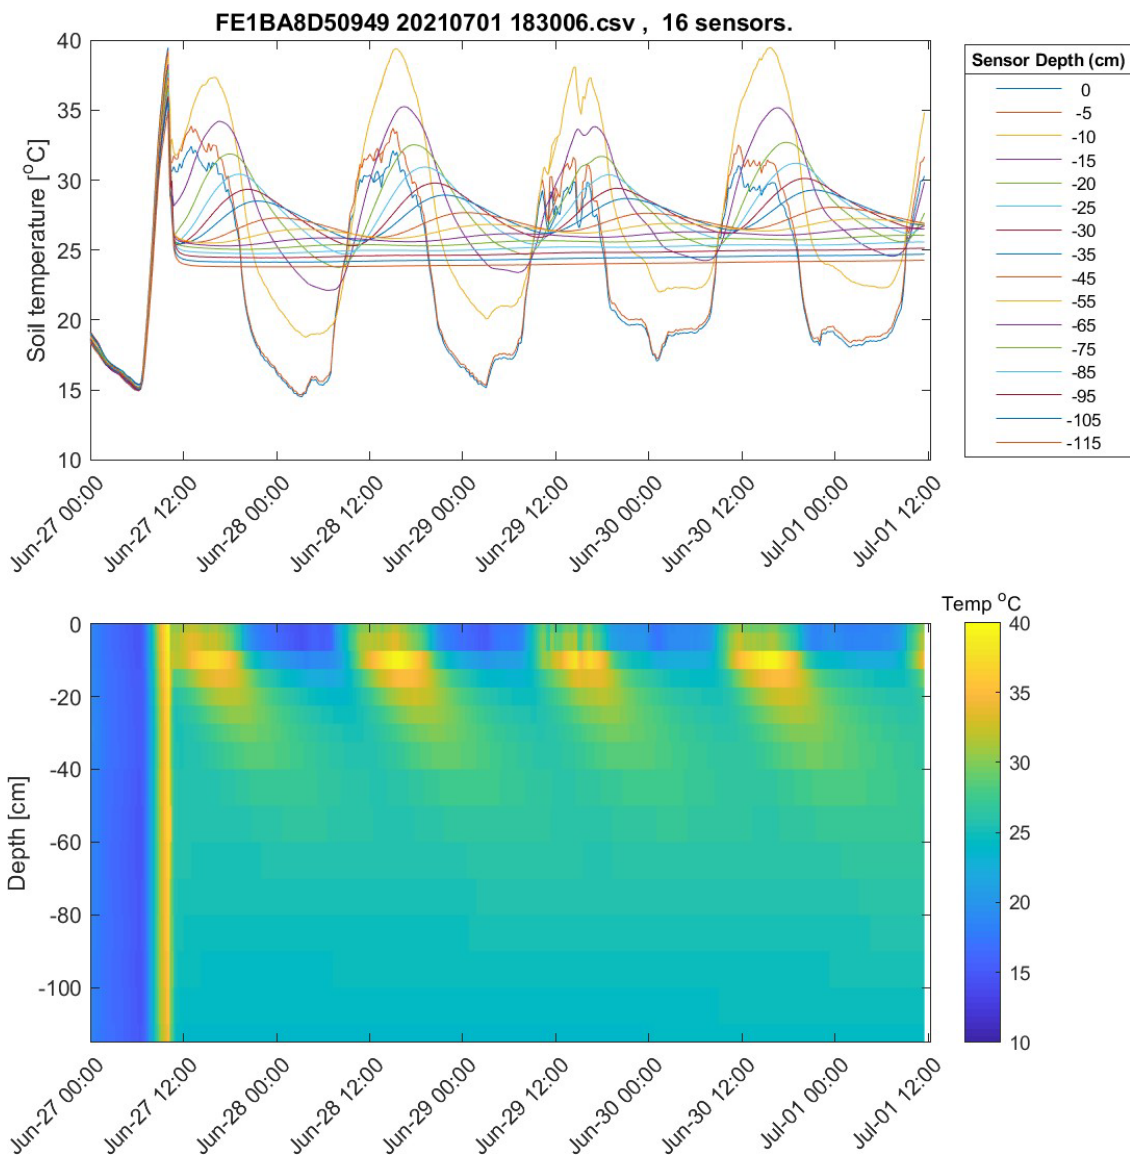 FE1BA8D50949 20210701 183006.csv ,  16 sensors.
Soil temperature [°C]
40
35
30
25
20
15
10
Jun-27 00:00
Jun-27 12:00
Jun-28 00:00
Jun-28 12:00
Jun-29 00:00
Jun-29 12:00
Jun-30 00:00
Jun-30 12:00
Jul-01 00:00
Jul-01 12:00
Sensor Depth (cm)
0
-5
-10
-15
-20
-25
-30
-35
-45
-55
-65
-75
-85
-95
-105
-115
Depth [cm]
0
-20
-40
-60
-80
-100
Jun-27 00:00
Jun-27 12:00
Jun-28 00:00
Jun-28 12:00
Jun-29 00:00
Jun-29 12:00
Jun-30 00:00
Jun-30 12:00
Jul-01 00:00
Jul-01 12:00
Temp °C
40
35
30
25
20
15
10